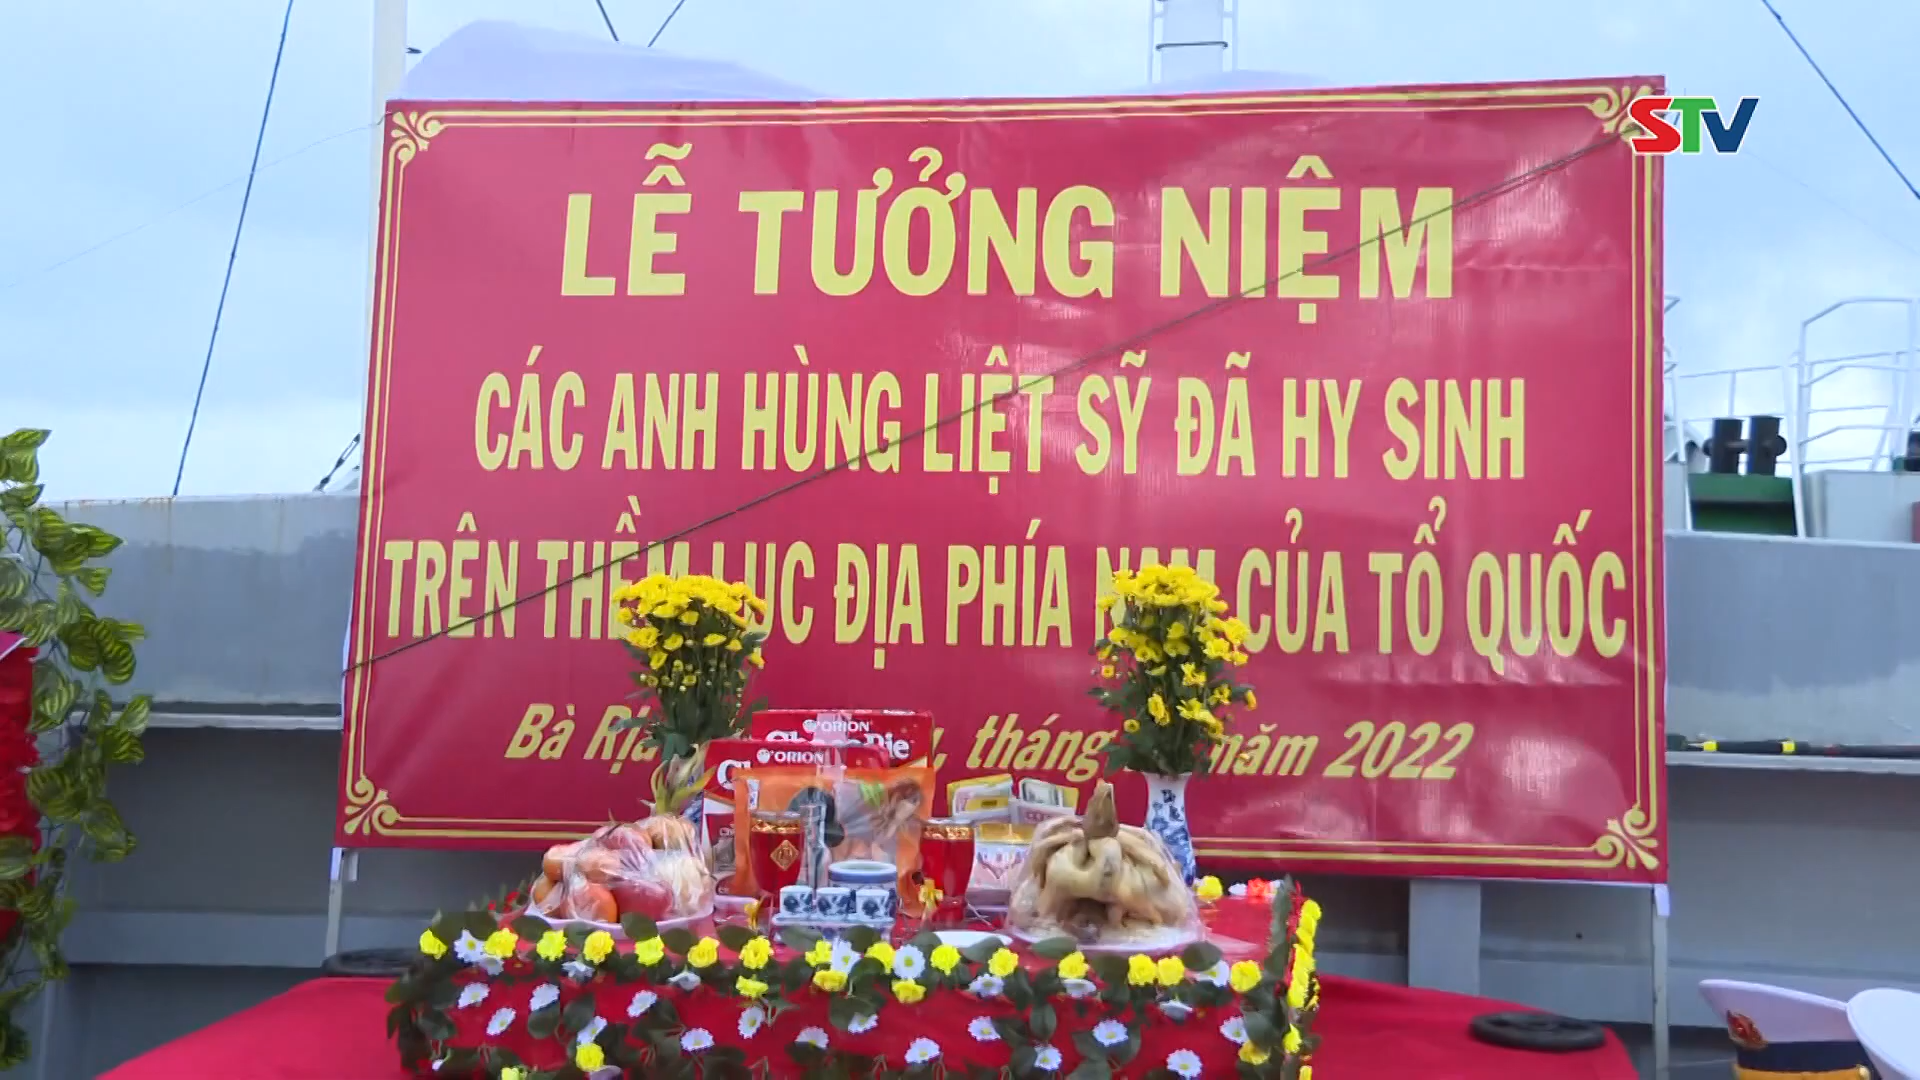 STV
LỄ TƯỞNG NIỆM
CÁC ANH HÙNG LIỆT SỸ ĐÃ HY SINH
TRÊN THỀM LỤC ĐỊA PHÍA NAM CỦA TỔ QUỐC
Bà Rịa tháng năm 2022
ORION
Pie
ORION